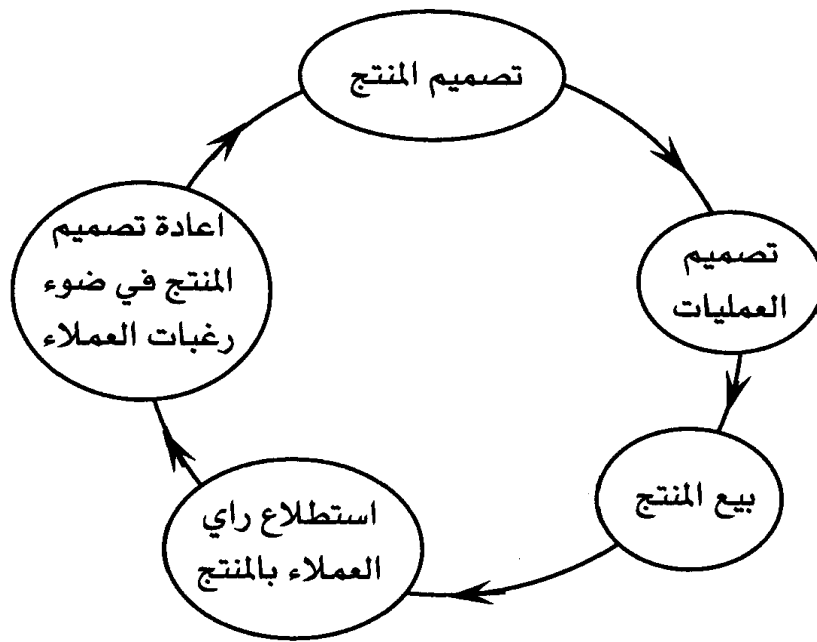 تصميم المنتج
تصميم
العمليات
بيع المنتج
استطلاع راي
العملاء بالمنتج
اعادة تصميم
المنتج في ضوء
رغبات العملاء